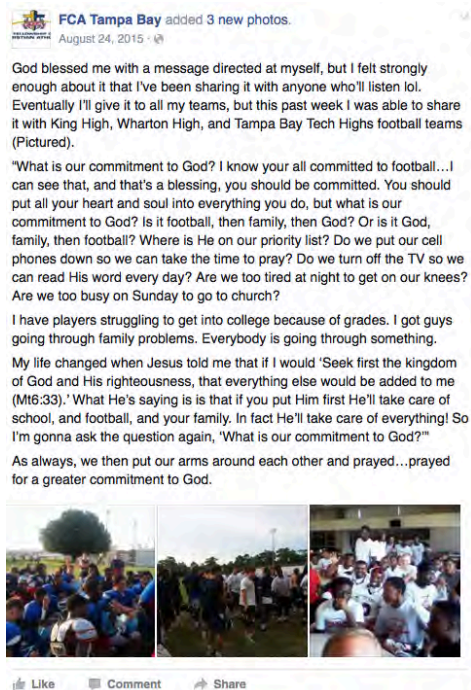 FCA Tampa Bay added 3 new photos.
August 24, 2015 ·
God blessed me with a message directed at myself, but I felt strongly
enough about it that I've been sharing it with anyone who'll listen lol.
Eventually I'll give it to all my teams, but this past week I was able to share
it with King High, Wharton High, and Tampa Bay Tech Highs football teams
(Pictured).
"What is our commitment to God? I know your all committed to football…I
can see that, and that's a blessing, you should be committed. You should
put all your heart and soul into everything you do, but what is our
commitment to God? Is it football, then family, then God? Or is it God,
family, then football? Where is He on our priority list? Do we put our cell
phones down so we can take the time to pray? Do we turn off the TV so we
can read His word every day? Are we too tired at night to get on our knees?
Are we too busy on Sunday to go to church?
I have players struggling to get into college because of grades. I got guys
going through family problems. Everybody is going through something.
My life changed when Jesus told me that if I would 'Seek first the kingdom
of God and His righteousness, that everything else would be added to me
(Mt6:33).' What He's saying is is that if you put Him first He'll take care of
school, and football, and your family. In fact He'll take care of everything! So
I'm gonna ask the question again, 'What is our commitment to God?'"
As always, we then put our arms around each other and prayed…prayed
for a greater commitment to God.
Like Comment Share